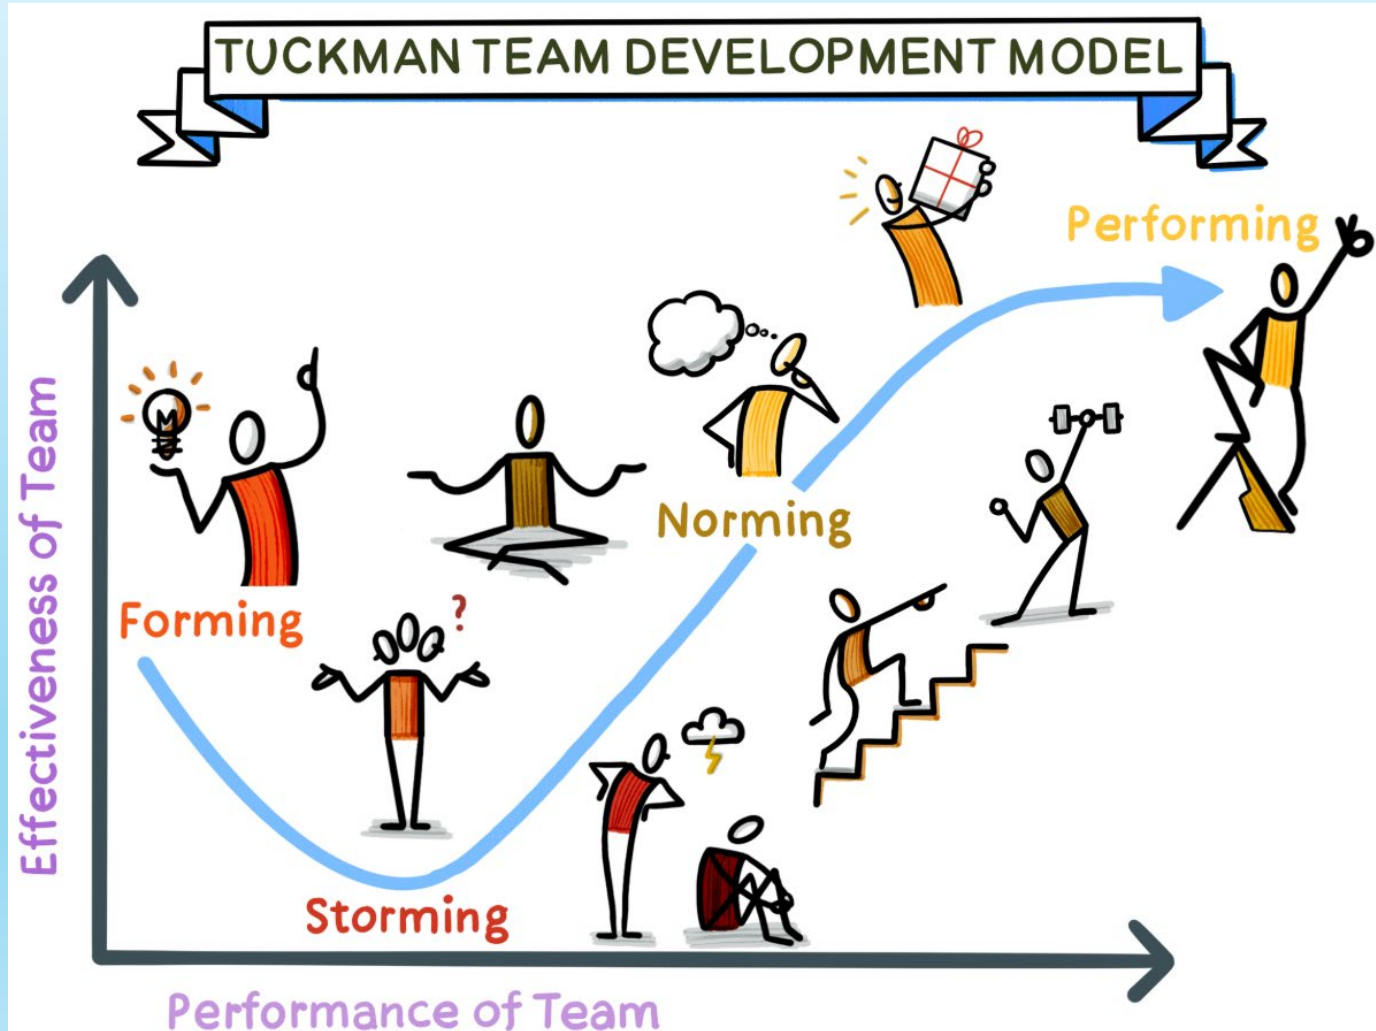 TUCKMAN TEAM DEVELOPMENT MODEL
Performing
Effectiveness of Team
Norming
Forming
?
Storming
Performance of Team